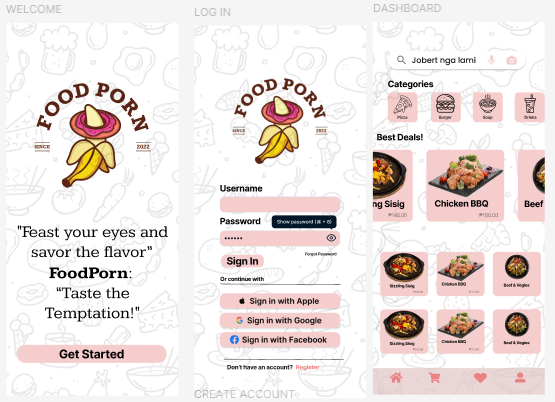 WELCOME
FOOD PORN
SINCE
2022
"Feast your eyes and
savor the flavor"
FoodPorn:
"Taste the
Temptation!"
Get Started
LOG IN
FOOD PORN
SINCE
2022
Username
Password
Show password (⌘ + 8)
••••••
Forgot Password
Sign In
Or continue with
Sign in with Apple
Sign in with Google
Sign in with Facebook
Don't have an account? Register
CREATE ACCOUNT
DASHBOARD
Jobert nga lami
Categories
Pizza
Burger
Soup
Drinks
Best Deals!
ng Sisig
₱180.00
Chicken BBQ
₱100.00
Beef
Sizzling Sisig
Chicken BBQ
Beef & Vegies
Sizzling Sisig
Chicken BBQ
Beef & Vegies